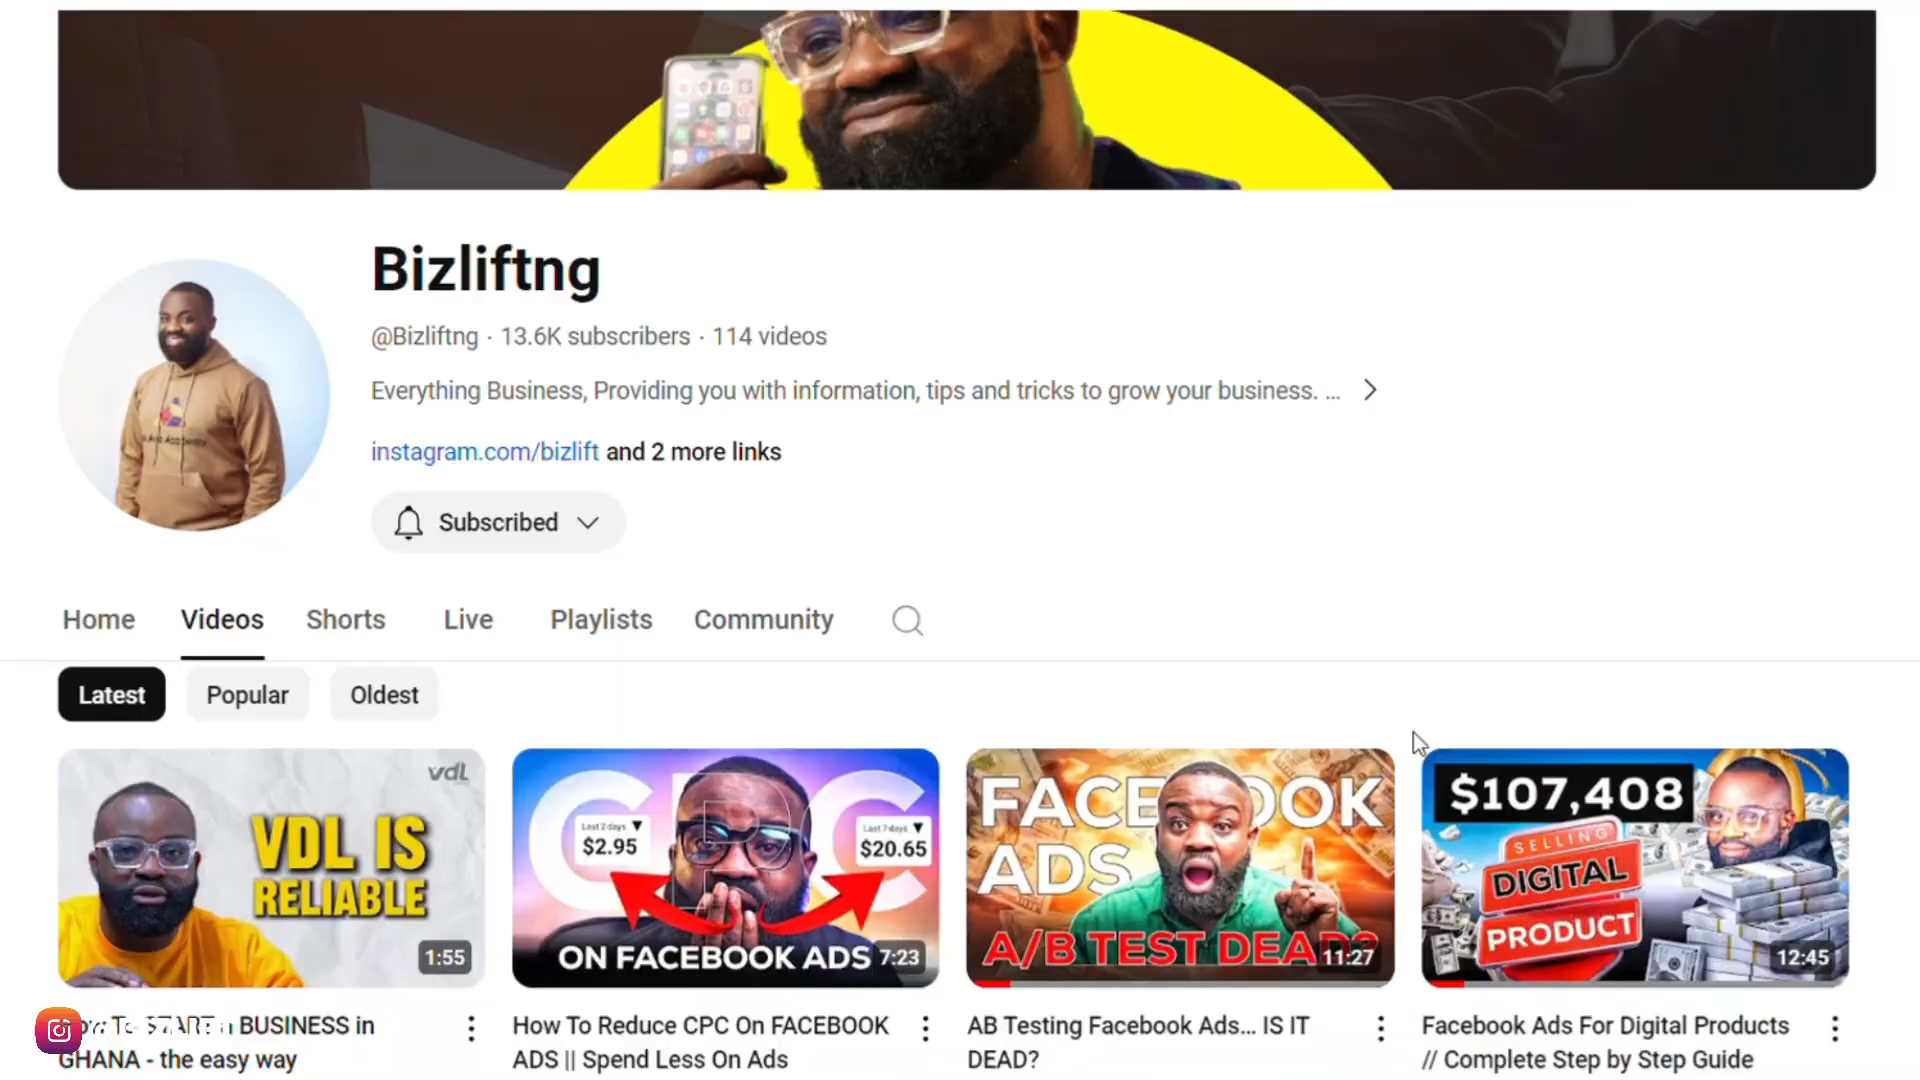 Bizliftng
@Bizliftng · 13.6K subscribers · 114 videos
Everything Business, Providing you with information, tips and tricks to grow your business. ...
instagram.com/bizlift and 2 more links
Subscribed
Home Videos Shorts Live Playlists Community
Latest Popular Oldest
vdl
VDL IS
RELIABLE
1:55
CPC
Last 2 days ▼
$2.95
Last 7 days ▼
$20.65
ON FACEBOOK ADS
7:23
FACEBOOK
ADS
A/B TEST DEAD?
11:27
$107,408
SELLING
DIGITAL
PRODUCT
12:45
BUSINESS in
GHANA - the easy way
How To Reduce CPC On FACEBOOK
ADS || Spend Less On Ads
AB Testing Facebook Ads... IS IT
DEAD?
Facebook Ads For Digital Products
// Complete Step by Step Guide